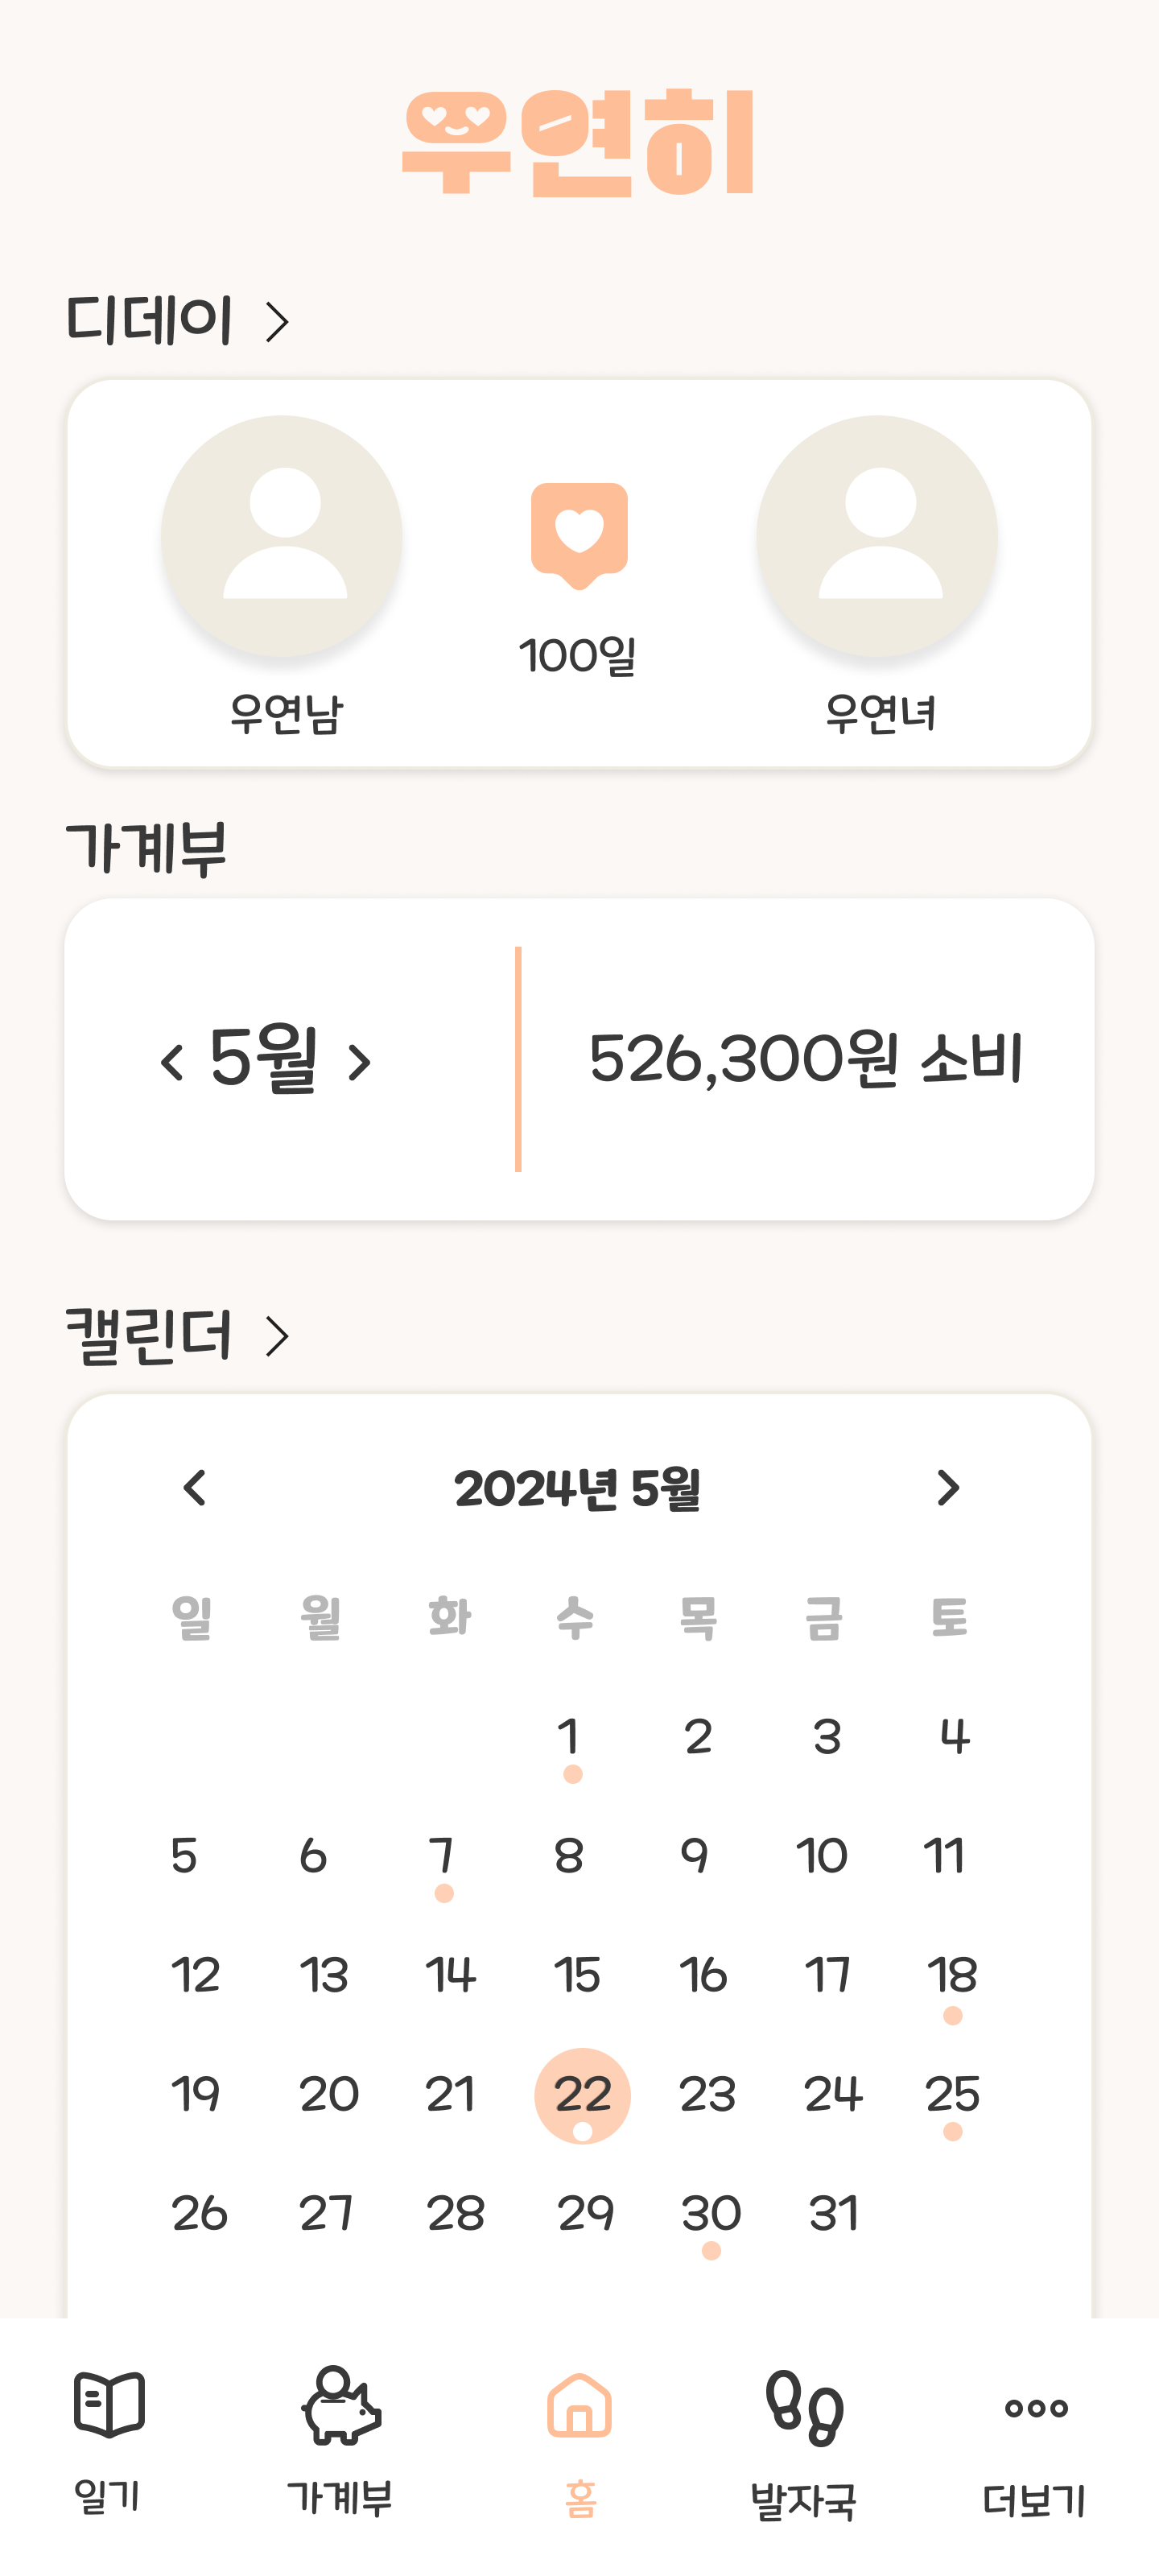 우연히
디데이
100일
우연남 우연녀
가계부
5월 526,300원 소비
캘린더
2024년 5월
일 월 화 수 목 금 토
1 2 3 4
5 6 7 8 9 10 11
12 13 14 15 16 17 18
19 20 21 22 23 24 25
26 27 28 29 30 31
일기 가계부 홈 발자국 더보기